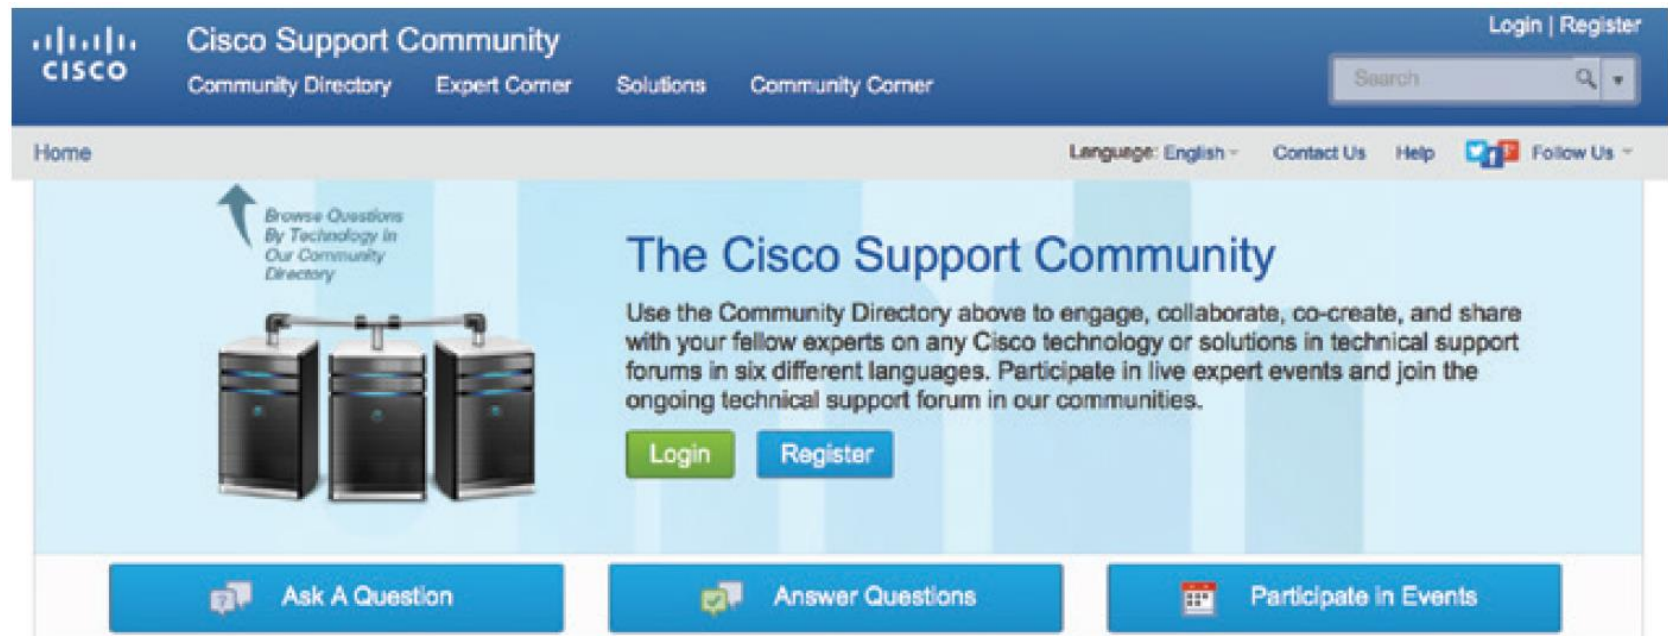 Login | Register
CISCO
Cisco Support Community
Community Directory Expert Corner Solutions Community Corner
Search
Home
Language: English Contact Us Help Follow Us
Browse Questions
By Technology In
Our Community
Directory
The Cisco Support Community
Use the Community Directory above to engage, collaborate, co-create, and share
with your fellow experts on any Cisco technology or solutions in technical support
forums in six different languages. Participate in live expert events and join the
ongoing technical support forum in our communities.
Login Register
Ask A Question Answer Questions Participate in Events